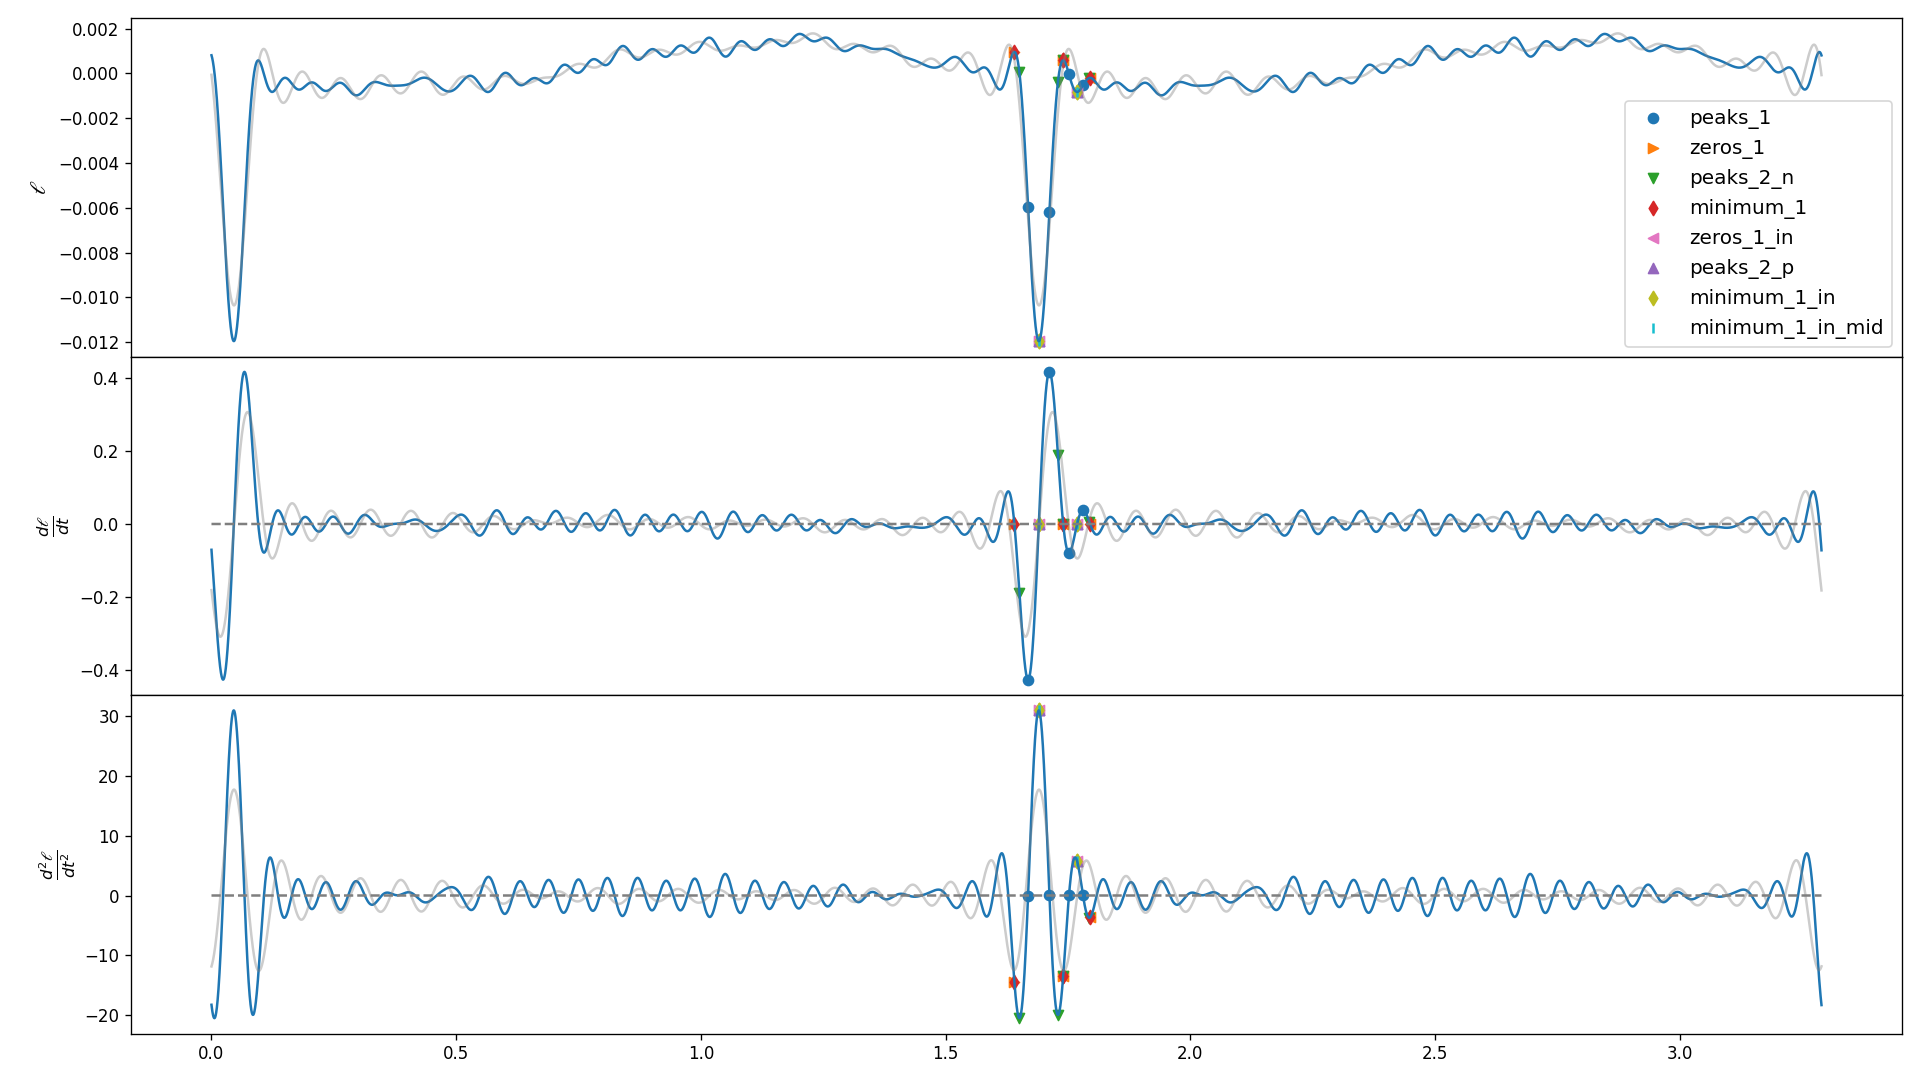 0.002
0.000
−0.002
−0.004
−0.006
−0.008
−0.010
−0.012
ℓ
peaks_1
zeros_1
peaks_2_n
minimum_1
zeros_1_in
peaks_2_p
minimum_1_in
minimum_1_in_mid
0.4
0.2
0.0
−0.2
−0.4
dℓ
dt
30
20
10
0
−10
−20
d²ℓ
dt²
0.0 0.5 1.0 1.5 2.0 2.5 3.0